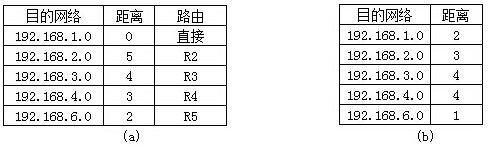 目的网络 距离 路由
192.168.1.0 0 直接
192.168.2.0 5 R2
192.168.3.0 4 R3
192.168.4.0 3 R4
192.168.6.0 2 R5
(a)
目的网络 距离
192.168.1.0 2
192.168.2.0 3
192.168.3.0 4
192.168.4.0 4
192.168.6.0 1
(b)